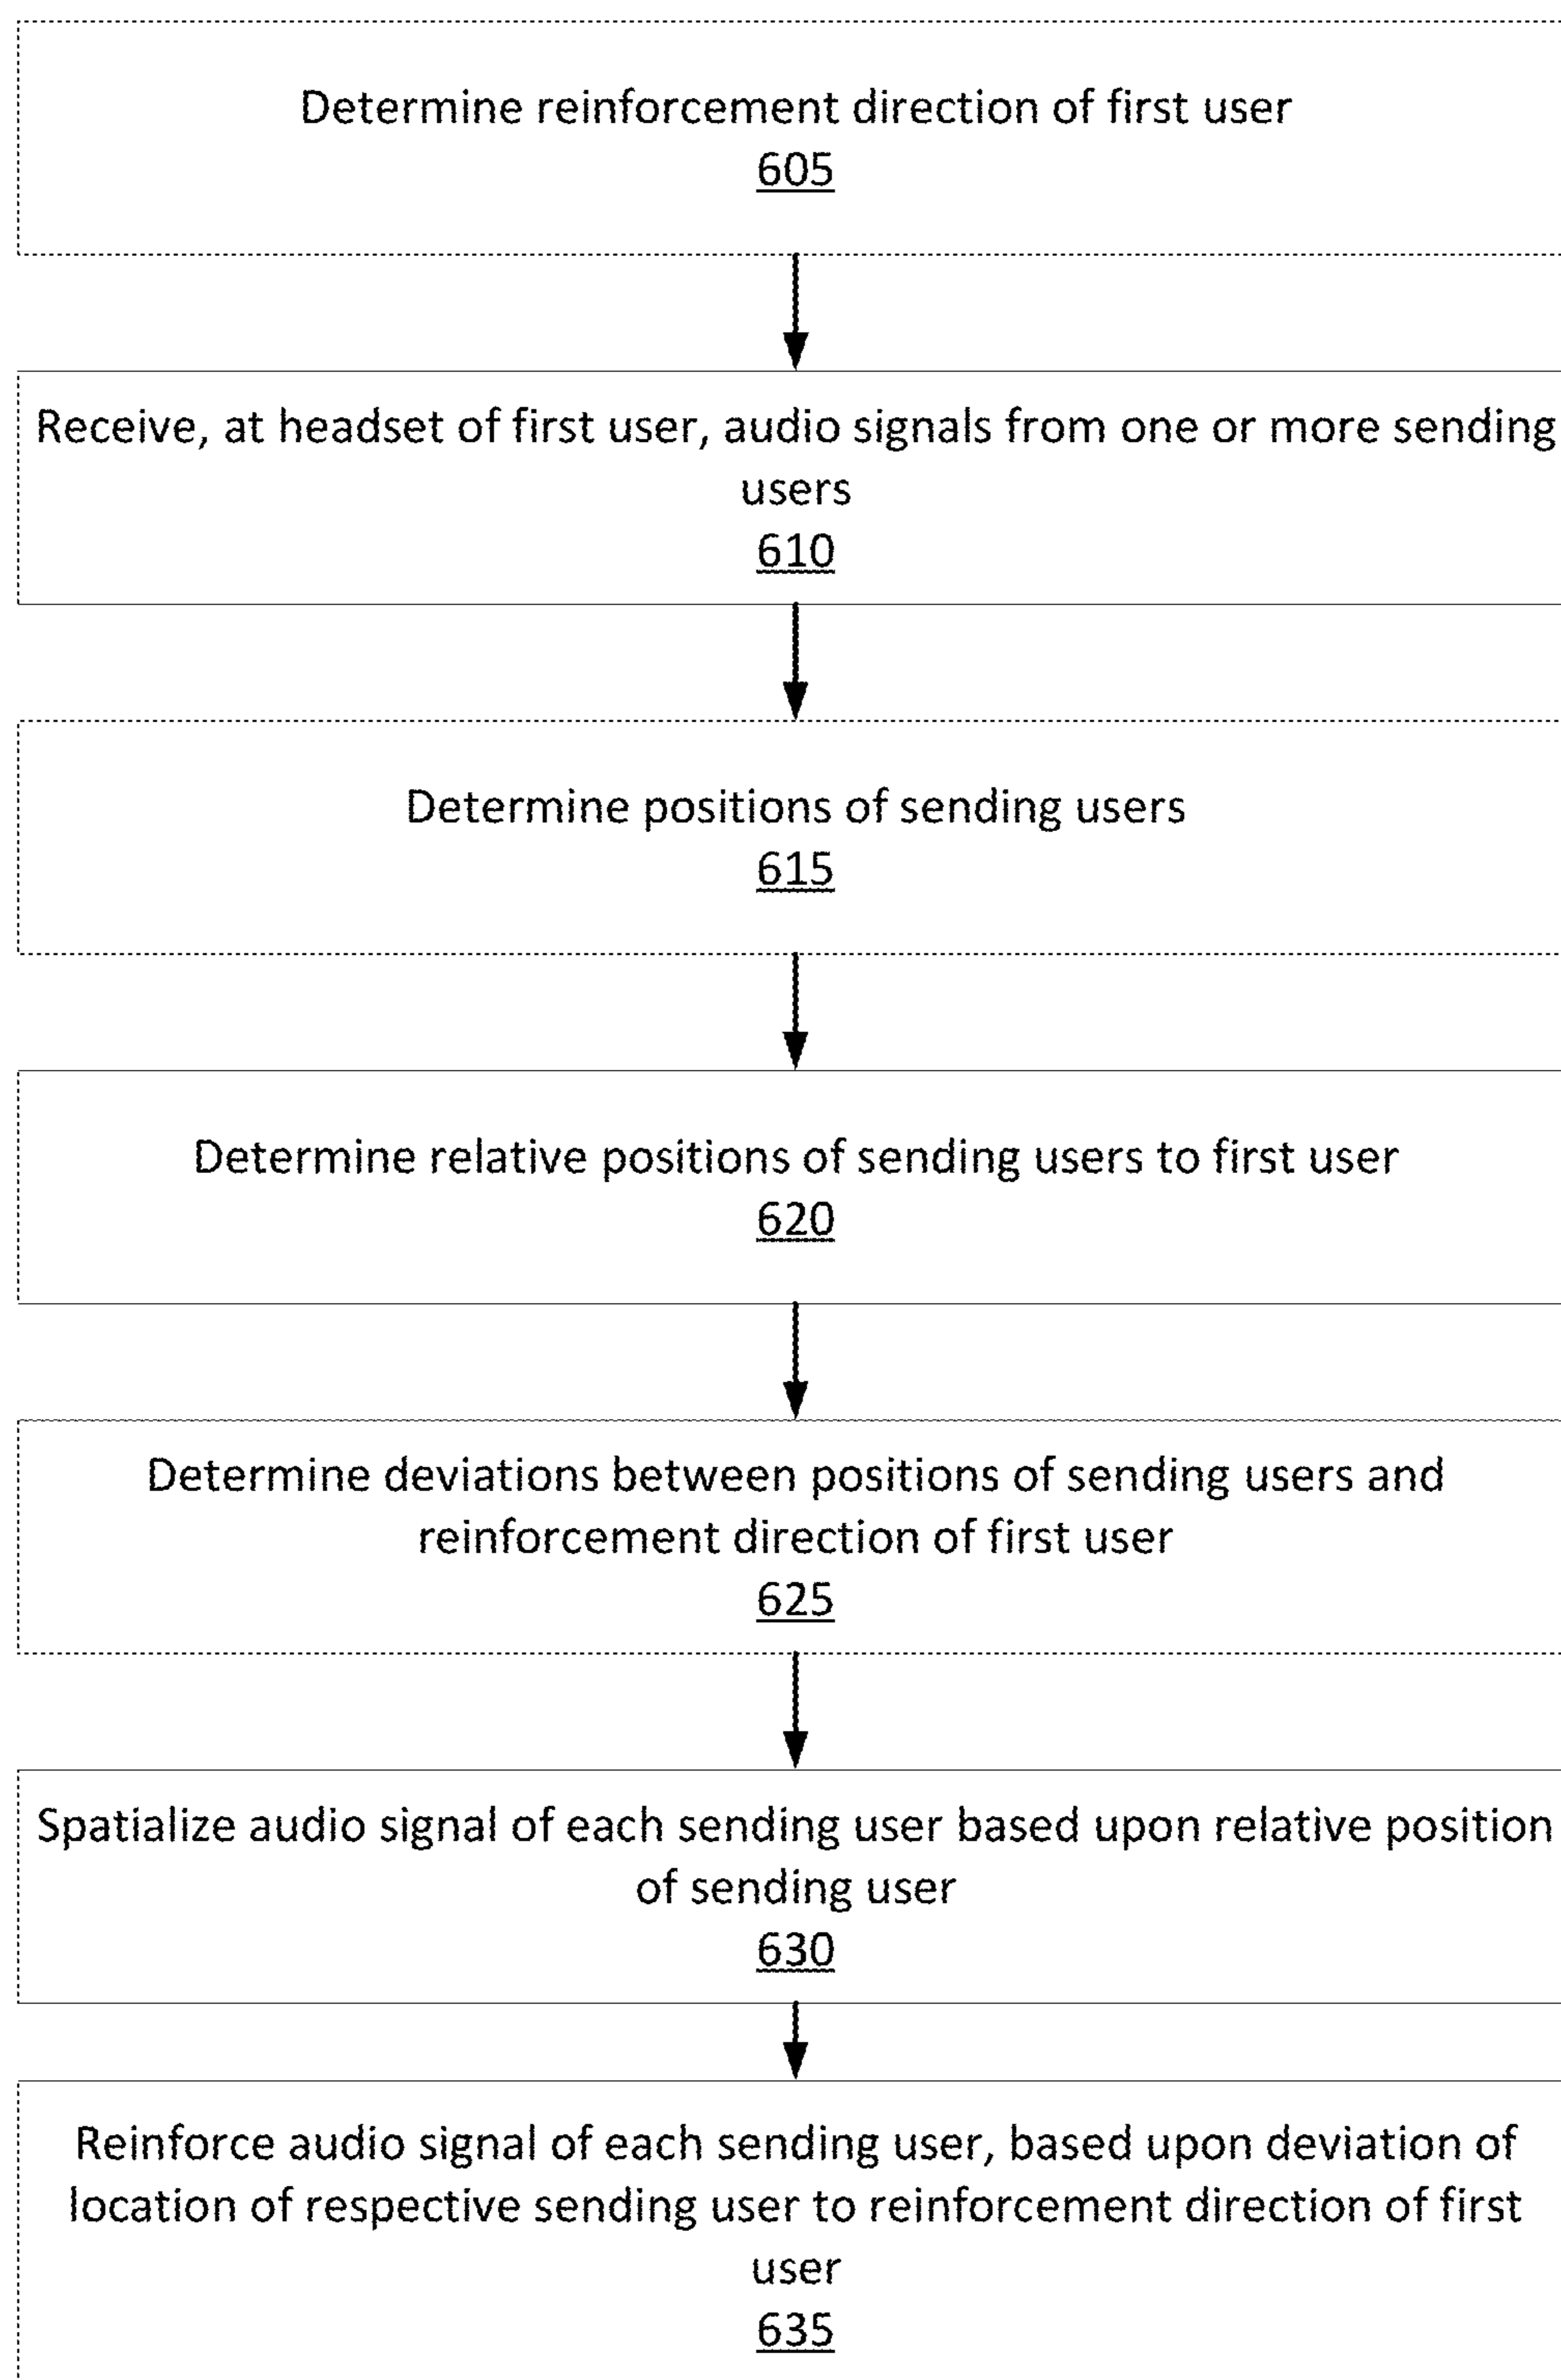 Determine reinforcement direction of first user
605
Receive, at headset of first user, audio signals from one or more sending
users
610
Determine positions of sending users
615
Determine relative positions of sending users to first user
620
Determine deviations between positions of sending users and
reinforcement direction of first user
625
Spatialize audio signal of each sending user based upon relative position
of sending user
630
Reinforce audio signal of each sending user, based upon deviation of
location of respective sending user to reinforcement direction of first
user
635